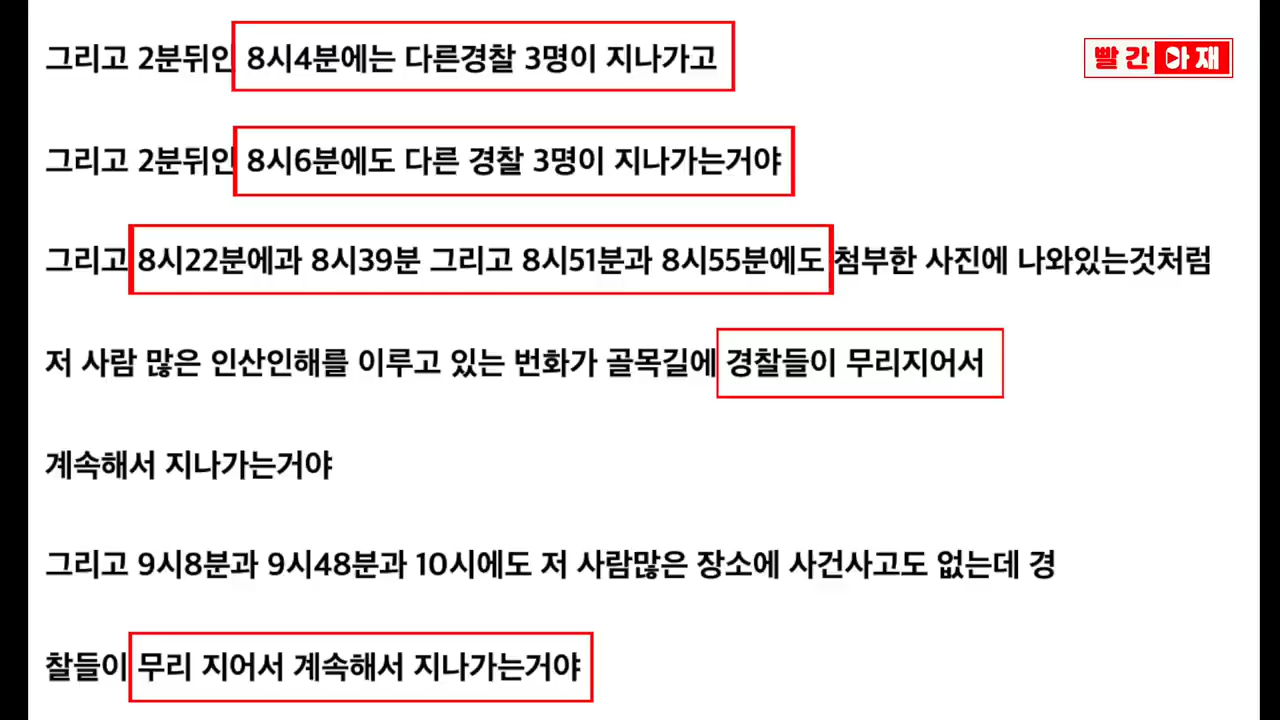 그리고 2분뒤인 8시4분에는 다른경찰 3명이 지나가고
빨간아재
그리고 2분뒤인 8시6분에도 다른 경찰 3명이 지나가는거야
그리고 8시22분에과 8시39분 그리고 8시51분과 8시55분에도 첨부한 사진에 나와있는것처럼
저 사람 많은 인산인해를 이루고 있는 번화가 골목길에 경찰들이 무리지어서
계속해서 지나가는거야
그리고 9시8분과 9시48분과 10시에도 저 사람많은 장소에 사건사고도 없는데 경
찰들이 무리 지어서 계속해서 지나가는거야